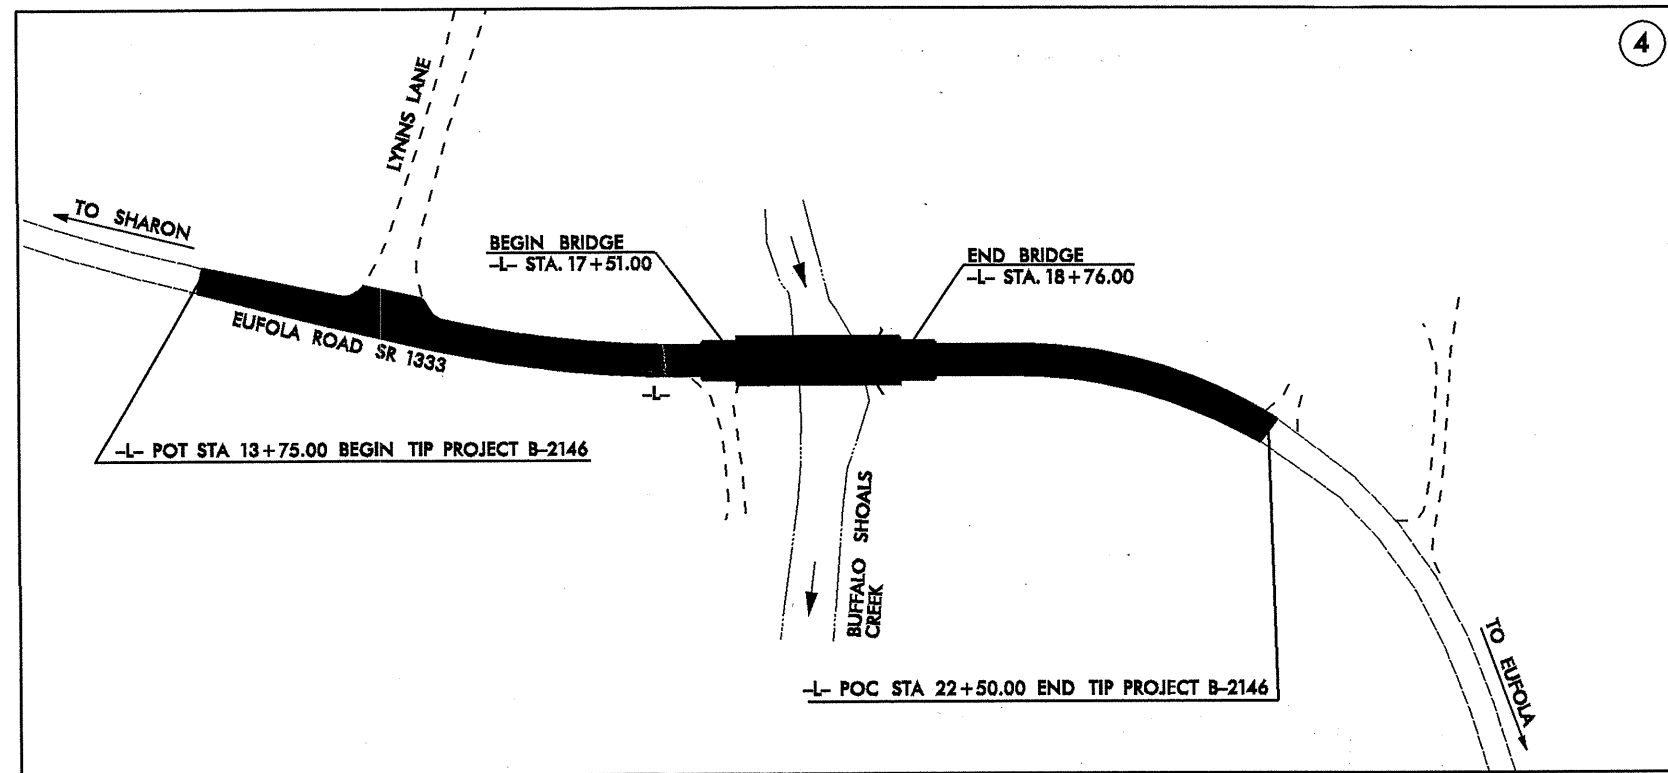 4
LYNNS LANE
TO SHARON
BEGIN BRIDGE
-L- STA. 17+51.00
END BRIDGE
-L- STA. 18+76.00
EUFOLA ROAD SR 1333
-L-
-L- POT STA 13+75.00 BEGIN TIP PROJECT B-2146
BUFFALO SHOALS
CREEK
TO EUFOLA
-L- POC STA 22+50.00 END TIP PROJECT B-2146